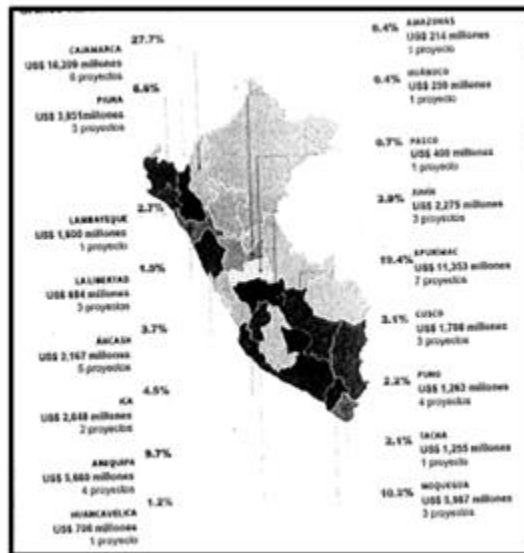 27.7%
CAJAMARCA
US$ 16,209 millones
6 proyectos
6.6%
PIURA
US$ 3,851 millones
5 proyectos
2.7%
LAMBAYEQUE
US$ 1,600 millones
1 proyecto
LA LIBERTAD
US$ 684 millones
3 proyectos
3.7%
ÁNCASH
US$ 2,167 millones
5 proyectos
4.5%
ICA
US$ 2,648 millones
2 proyectos
9.7%
AREQUIPA
US$ 5,660 millones
4 proyectos
1.2%
HUANCAVELICA
US$ 706 millones
1 proyecto
0.4%
AMAZONAS
US$ 214 millones
1 proyecto
0.4%
HUÁNUCO
US$ 250 millones
1 proyecto
0.7%
PASCO
US$ 400 millones
1 proyecto
3.9%
JUNÍN
US$ 2,275 millones
3 proyectos
19.4%
APURÍMAC
US$ 11,353 millones
7 proyectos
3.1%
CUSCO
US$ 1,786 millones
3 proyectos
2.2%
PUNO
US$ 1,263 millones
4 proyectos
2.1%
TACNA
US$ 1,255 millones
1 proyecto
10.2%
MOQUEGUA
US$ 5,967 millones
3 proyectos